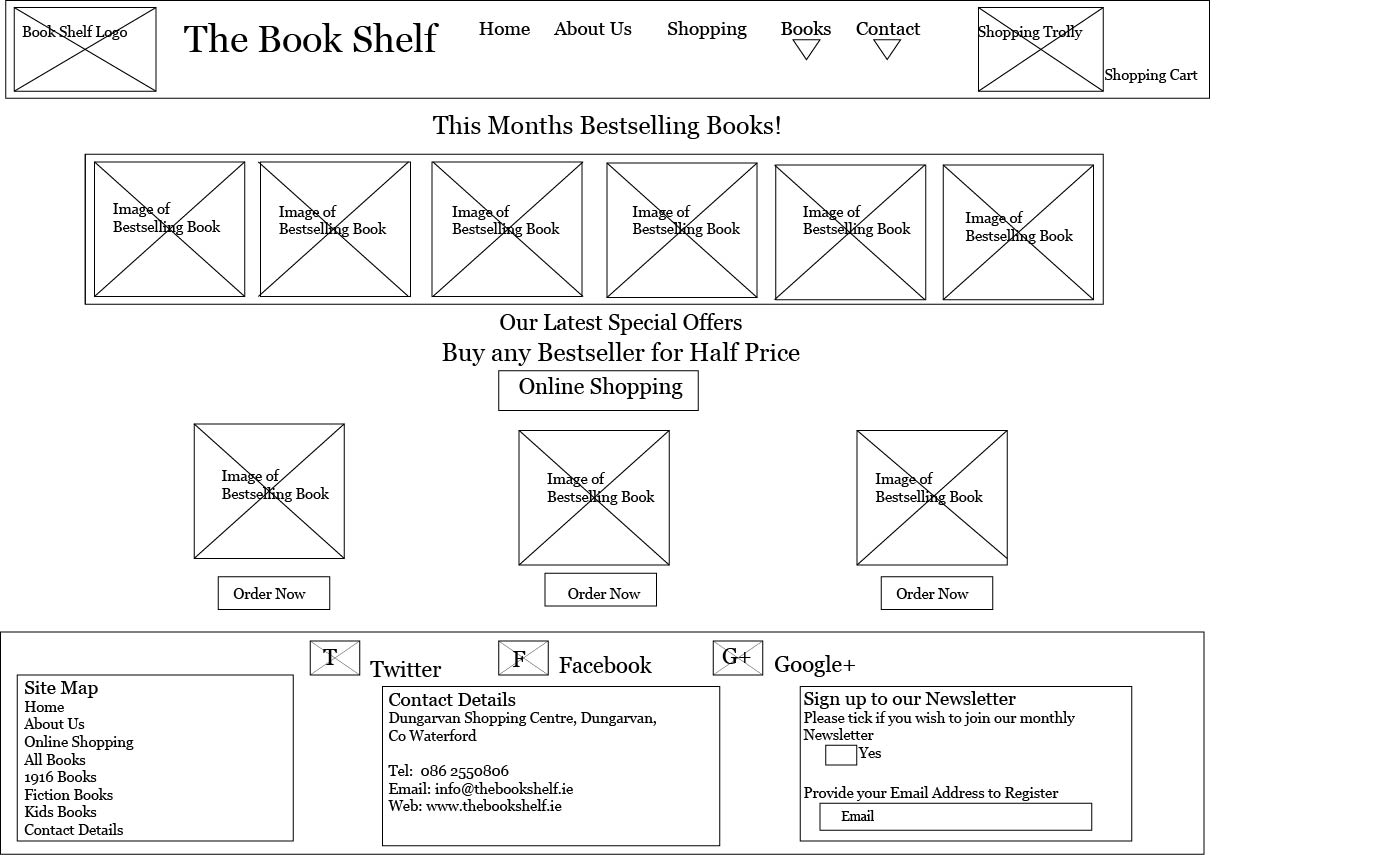 Book Shelf Logo
The Book Shelf
Home
About Us
Shopping
Books
Contact
Shopping Trolly
Shopping Cart
This Months Bestselling Books!
Image of
Bestselling Book
Image of
Bestselling Book
Image of
Bestselling Book
Image of
Bestselling Book
Image of
Bestselling Book
Image of
Bestselling Book
Our Latest Special Offers
Buy any Bestseller for Half Price
Online Shopping
Image of
Bestselling Book
Image of
Bestselling Book
Image of
Bestselling Book
Order Now
Order Now
Order Now
T
Twitter
F
Facebook
G+
Google+
Site Map
Home
About Us
Online Shopping
All Books
1916 Books
Fiction Books
Kids Books
Contact Details
Contact Details
Dungarvan Shopping Centre, Dungarvan,
Co Waterford
Tel:  086 2550806
Email: info@thebookshelf.ie
Web: www.thebookshelf.ie
Sign up to our Newsletter
Please tick if you wish to join our monthly
Newsletter
Yes
Provide your Email Address to Register
Email